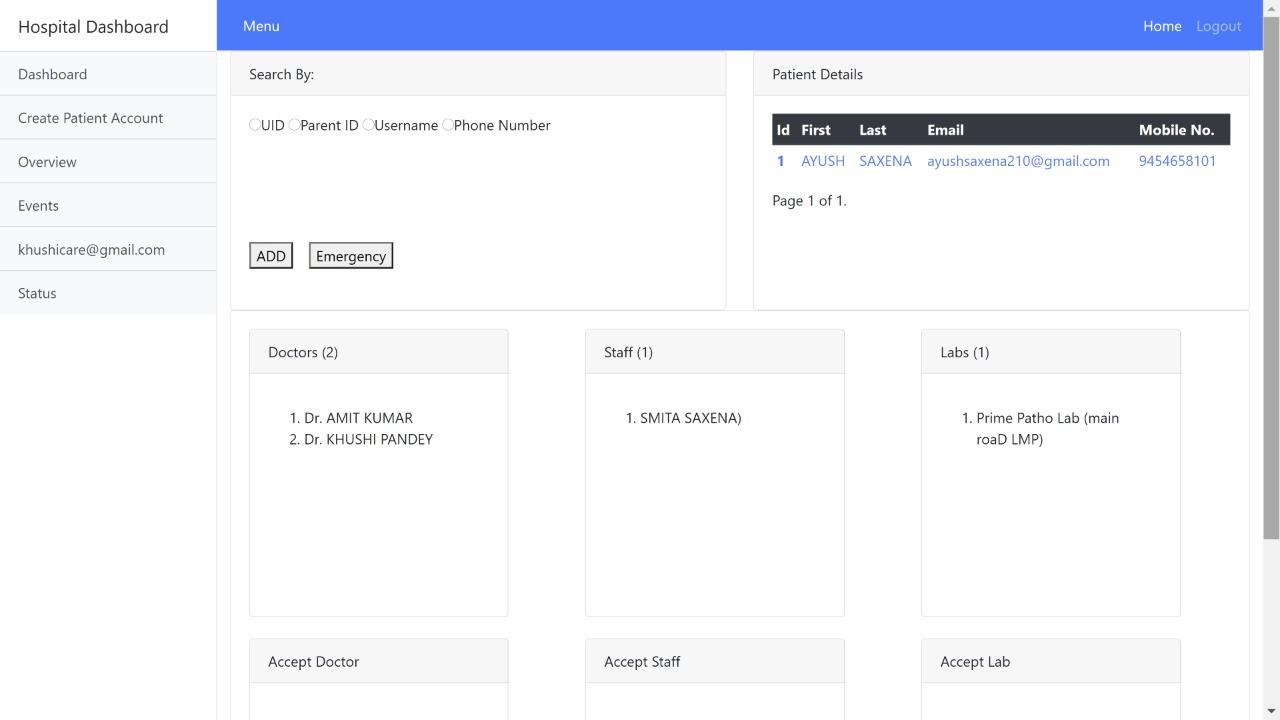 Hospital Dashboard
Menu
Home
Logout
Dashboard
Create Patient Account
Overview
Events
khushicare@gmail.com
Status
Search By:
UID Parent ID Username Phone Number
ADD
Emergency
Patient Details
Id First Last Email Mobile No.
1 AYUSH SAXENA ayushsaxena210@gmail.com 9454658101
Page 1 of 1.
Doctors (2)
1. Dr. AMIT KUMAR
2. Dr. KHUSHI PANDEY
Staff (1)
1. SMITA SAXENA)
Labs (1)
1. Prime Patho Lab (main
roaD LMP)
Accept Doctor
Accept Staff
Accept Lab